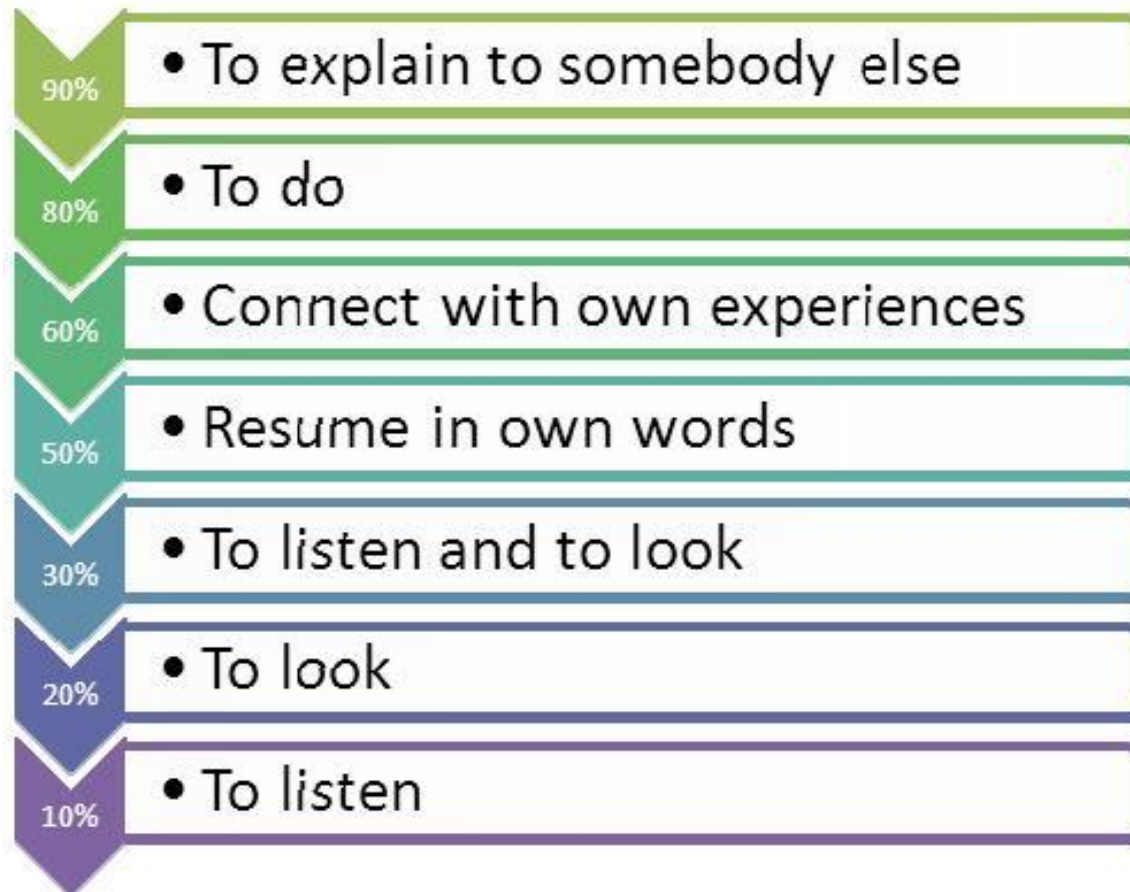 90% • To explain to somebody else
80% • To do
60% • Connect with own experiences
50% • Resume in own words
30% • To listen and to look
20% • To look
10% • To listen